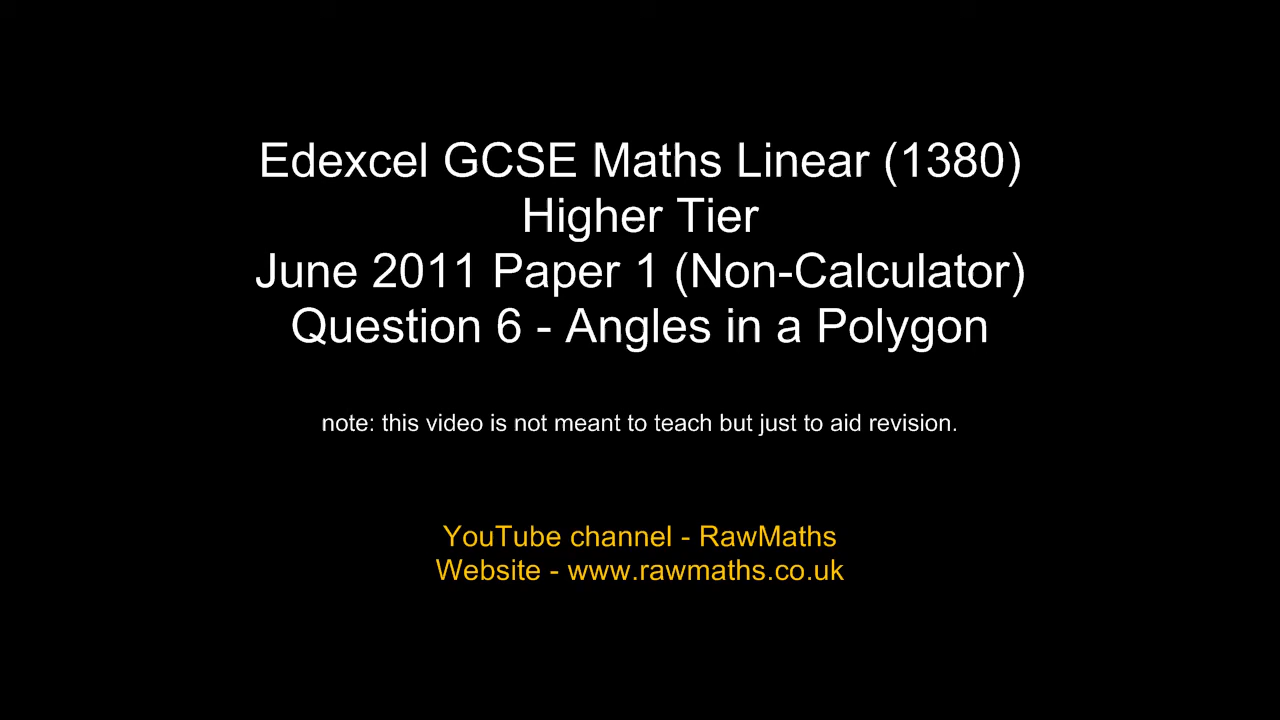 Edexcel GCSE Maths Linear (1380)
Higher Tier
June 2011 Paper 1 (Non-Calculator)
Question 6 - Angles in a Polygon
note: this video is not meant to teach but just to aid revision.
YouTube channel - RawMaths
Website - www.rawmaths.co.uk